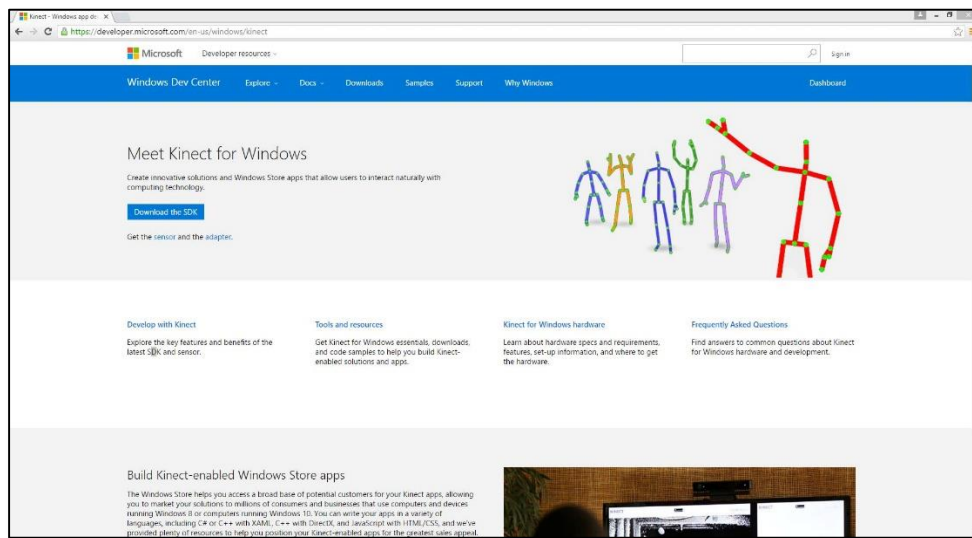 Kinect - Windows app de
https://developer.microsoft.com/en-us/windows/kinect
Microsoft Developer resources
Sign in
Windows Dev Center Explore Docs Downloads Samples Support Why Windows Dashboard
Meet Kinect for Windows
Create innovative solutions and Windows Store apps that allow users to interact naturally with
computing technology.
Download the SDK
Get the sensor and the adapter.
Develop with Kinect
Explore the key features and benefits of the
latest SDK and sensor.
Tools and resources
Get Kinect for Windows essentials, downloads,
and code samples to help you build Kinect-
enabled solutions and apps.
Kinect for Windows hardware
Learn about hardware specs and requirements,
features, set-up information, and where to get
the hardware.
Frequently Asked Questions
Find answers to common questions about Kinect
for Windows hardware and development.
Build Kinect-enabled Windows Store apps
The Windows Store helps you access a broad base of potential customers for your Kinect apps, allowing
you to market your solutions to millions of consumers and businesses that use computers and devices
running Windows 8 or computers running Windows 10. You can write your apps in a variety of
languages, including C# or C++ with XAML, C++ with DirectX, and JavaScript with HTML/CSS, and we've
provided plenty of resources to help you position your Kinect-enabled apps for the greatest sales appeal.